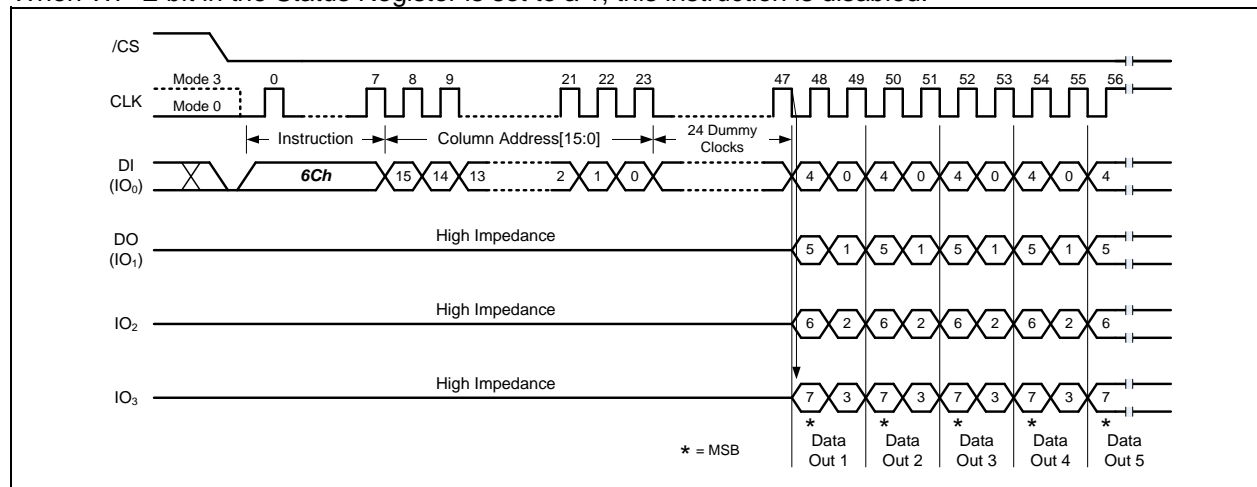 When WP-E bit in the Status Register is set to a 1, this instruction is disabled.
/CS
Mode 3 0 7 8 9 21 22 23 47 48 49 50 51 52 53 54 55 56
CLK
Mode 0
Instruction Column Address[15:0] 24 Dummy
Clocks
DI
(IO₀)
6Ch 15 14 13 2 1 0 4 0 4 0 4 0 4 0 4
High Impedance
DO
(IO₁)
5 1 5 1 5 1 5 1 5
High Impedance
IO₂ 6 2 6 2 6 2 6 2 6
High Impedance
IO₃ 7 3 7 3 7 3 7 3 7
* * * * *
* = MSB
Data Data Data Data Data
Out 1 Out 2 Out 3 Out 4 Out 5